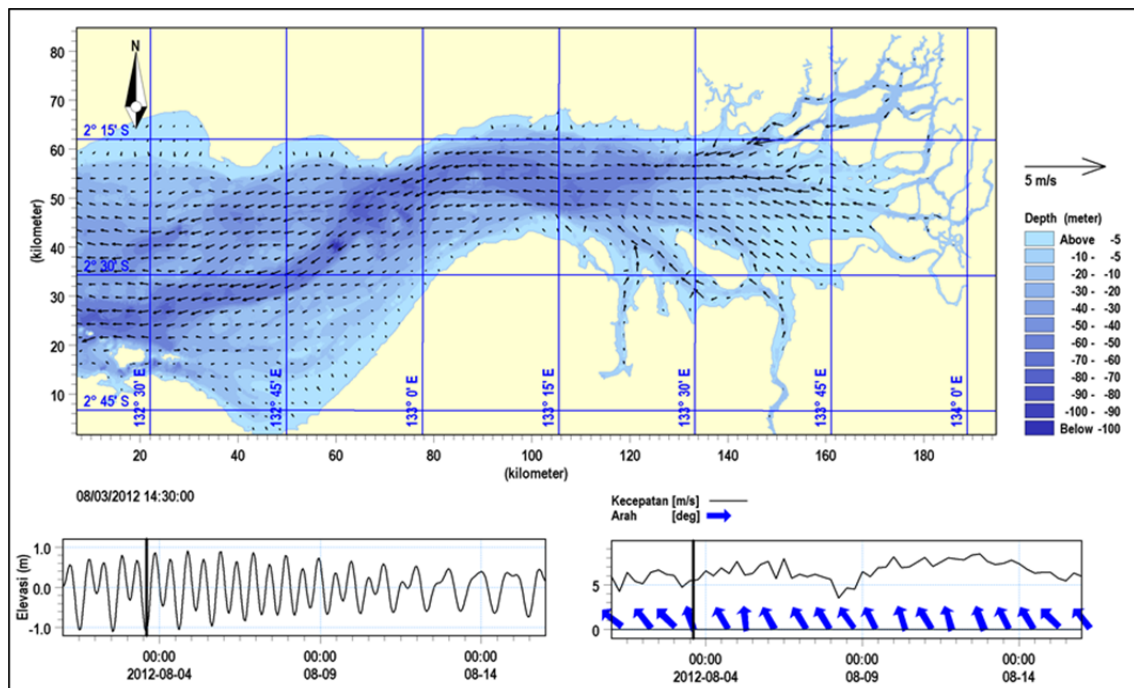 N
80
70
60
50
40
30
20
10
(kilometer)
2° 15' S
2° 30' S
2° 45' S
132° 30' E
132° 45' E
133° 0' E
133° 15' E
133° 30' E
133° 45' E
134° 0' E
20 40 60 80 100 120 140 160 180
(kilometer)
5 m/s
Depth (meter)
Above -5
-10 - -5
-20 - -10
-30 - -20
-40 - -30
-50 - -40
-60 - -50
-70 - -60
-80 - -70
-90 - -80
-100 - -90
Below -100
08/03/2012 14:30:00
Elevasi (m)
1.0
0.0
-1.0
00:00 00:00 00:00
2012-08-04 08-09 08-14
Kecepatan [m/s]
Arah [deg]
5
0
00:00 00:00 00:00
2012-08-04 08-09 08-14